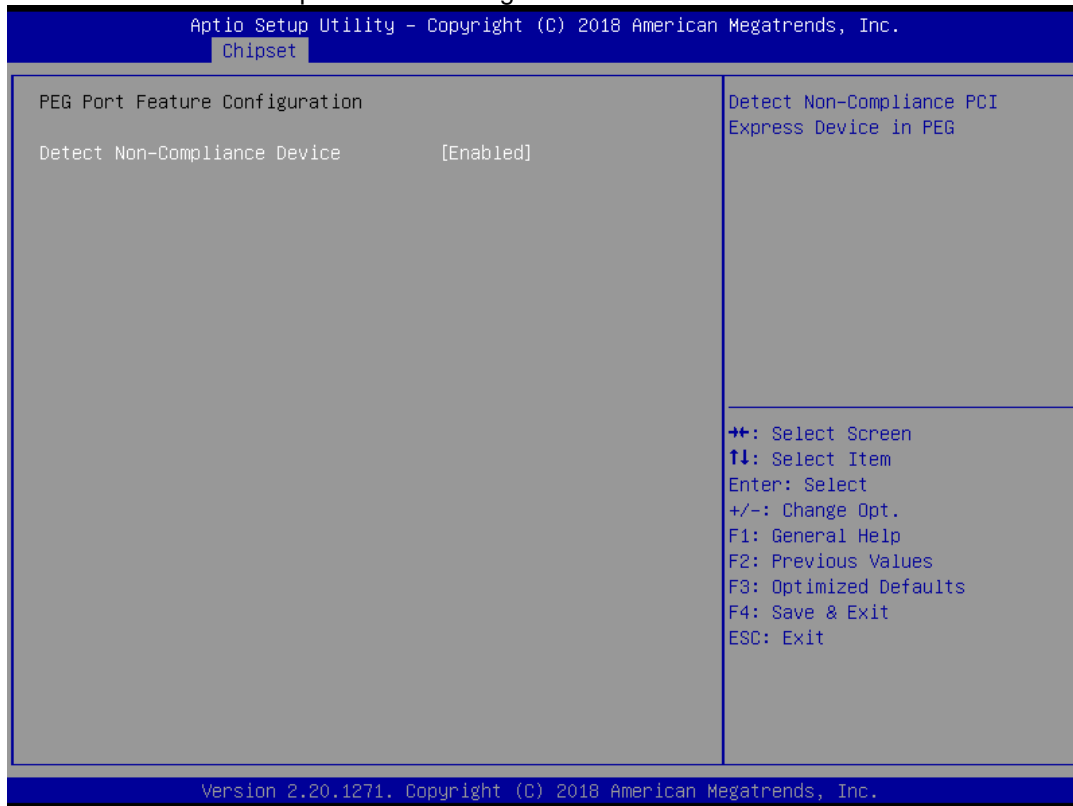 Aptio Setup Utility – Copyright (C) 2018 American Megatrends, Inc.
Chipset
PEG Port Feature Configuration
Detect Non-Compliance Device [Enabled]
Detect Non-Compliance PCI
Express Device in PEG
→←: Select Screen
↑↓: Select Item
Enter: Select
+/-: Change Opt.
F1: General Help
F2: Previous Values
F3: Optimized Defaults
F4: Save & Exit
ESC: Exit
Version 2.20.1271. Copyright (C) 2018 American Megatrends, Inc.